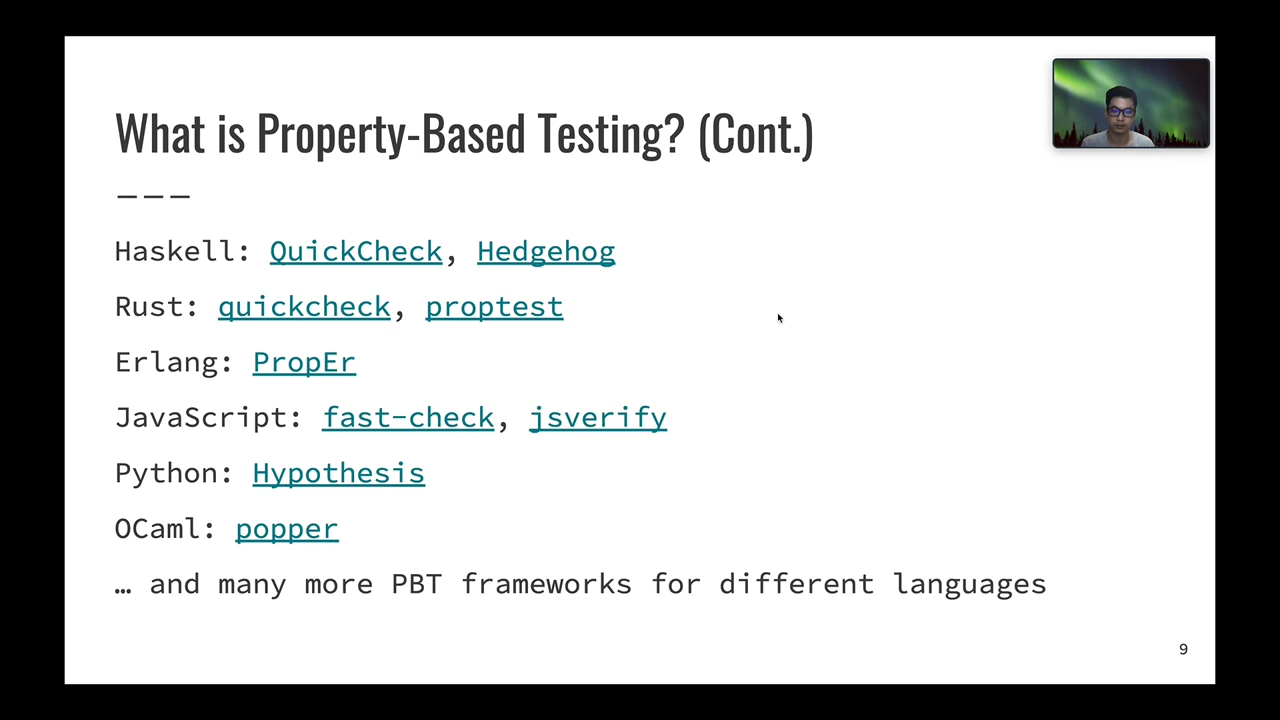 What is Property-Based Testing? (Cont.)
———
Haskell: QuickCheck, Hedgehog
Rust: quickcheck, proptest
Erlang: PropEr
JavaScript: fast-check, jsverify
Python: Hypothesis
OCaml: popper
… and many more PBT frameworks for different languages
9